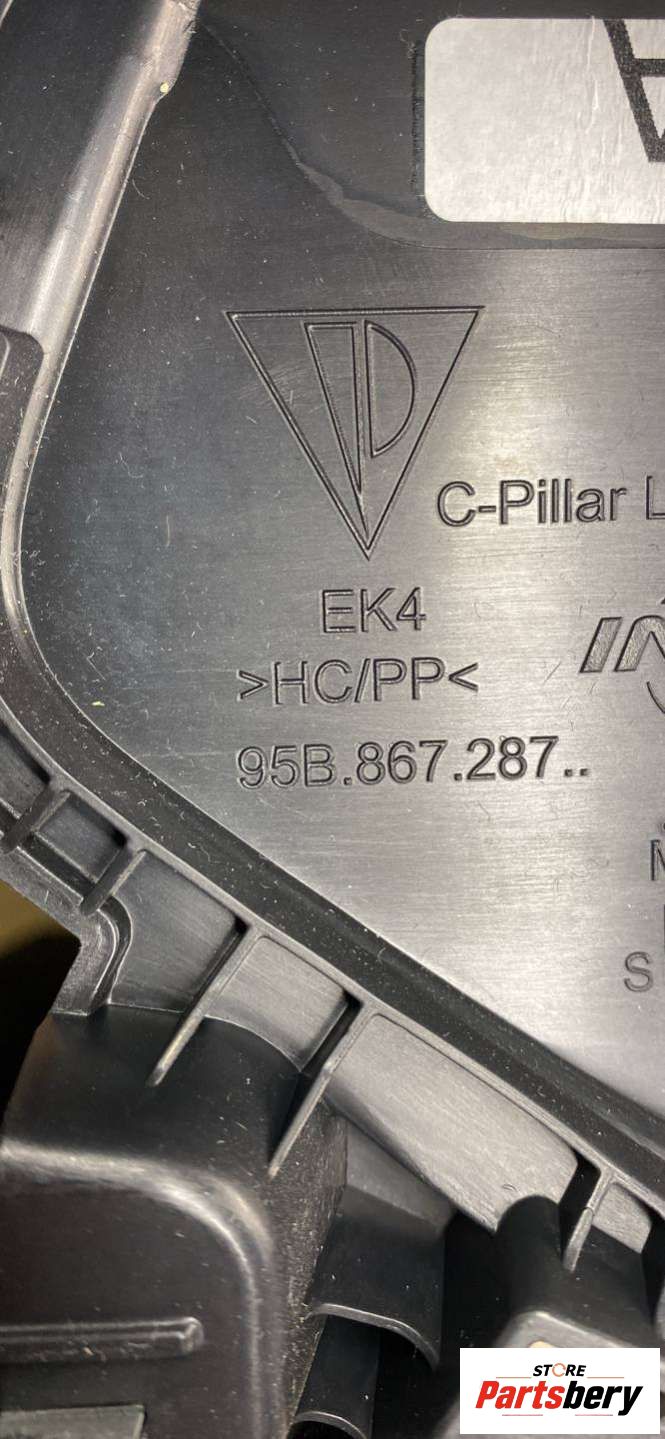 C-Pillar L
EK4
>HC/PP<
95B.867.287..
S
STORE
Partsbery